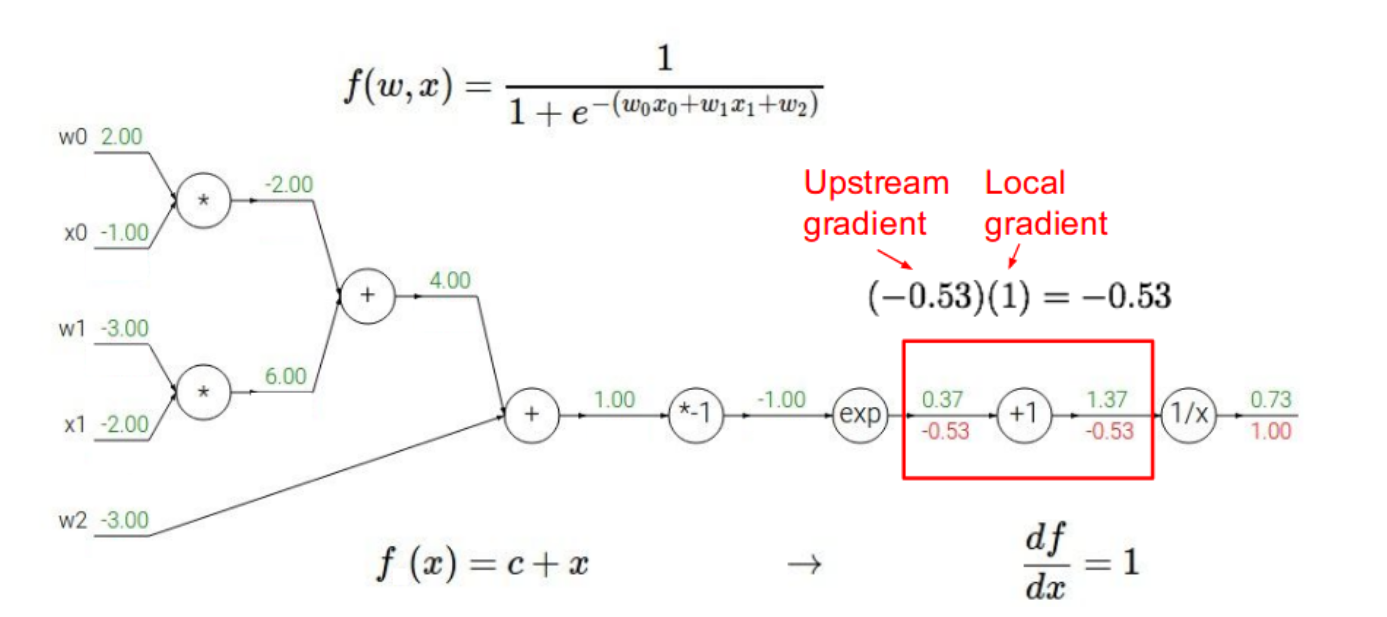 f(w, x) = 1 / (1 + e^{-(w_0x_0+w_1x_1+w_2)})
w0 2.00
-2.00
x0 -1.00
*
Upstream gradient
Local gradient
4.00
+
(−0.53)(1) = −0.53
w1 -3.00
6.00
x1 -2.00
*
+
1.00
*-1
-1.00
exp
0.37
-0.53
+1
1.37
-0.53
1/x
0.73
1.00
w2 -3.00
f (x) = c + x → df/dx = 1